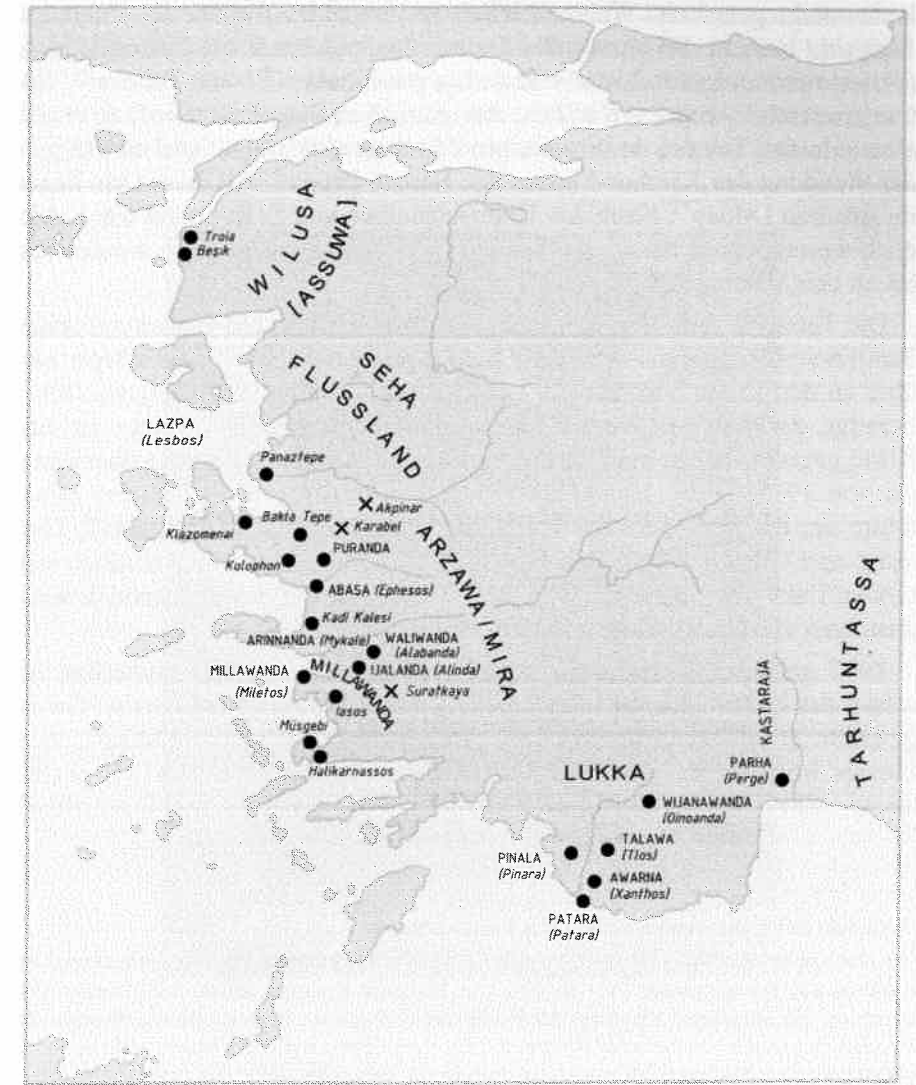 Troia
Beşik
WILUSA
[ASSUWA]
SEHA
FLUSSLAND
LAZPA
(Lesbos)
Panaztepe
Akpinar
Bakla Tepe
Karabel
Klazomenai
PURANDA
Kolophon
ARZAWA/MIRA
ABASA (Ephesos)
Kadi Kalesi
ARINNANDA (Mykale)
WALIWANDA
(Alabanda)
MILLAWANDA
(Miletos)
MILLAWANDA
IJALANDA (Alinda)
Suratkaya
Iasos
Müsgebi
Halikarnassos
TARHUNTASSA
KASTARAJA
LUKKA
PARHA
(Perge)
WIJANAWANDA
(Oinoanda)
PINALA
(Pinara)
TALAWA
(Tlos)
AWARNA
(Xanthos)
PATARA
(Patara)